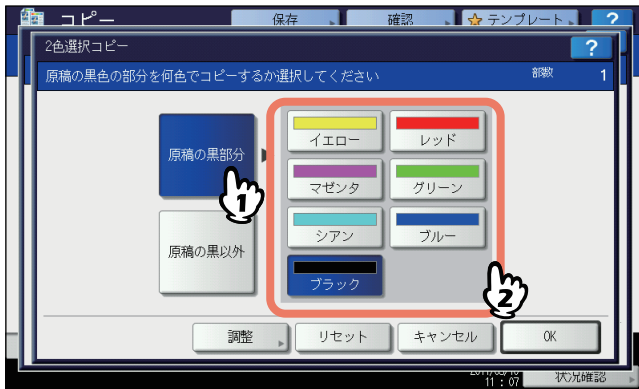 コピー
保存
確認
テンプレート
?
2色選択コピー
?
原稿の黒色の部分を何色でコピーするか選択してください
部数 1
原稿の黒部分
1
イエロー
レッド
マゼンタ
グリーン
シアン
ブルー
原稿の黒以外
ブラック
2
調整
リセット
キャンセル
OK
11 : 07
状況確認